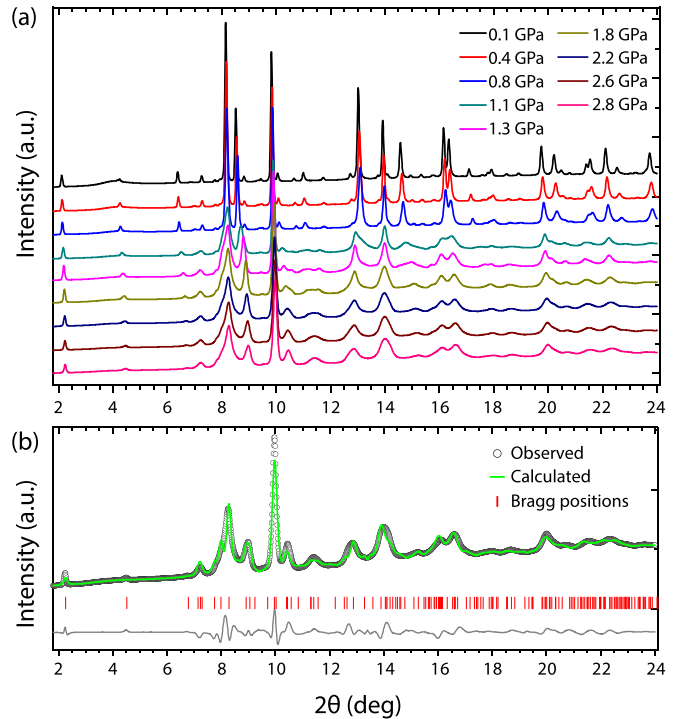 (a)
0.1 GPa
1.8 GPa
0.4 GPa
2.2 GPa
0.8 GPa
2.6 GPa
1.1 GPa
2.8 GPa
1.3 GPa
Intensity (a.u.)
2 4 6 8 10 12 14 16 18 20 22 24
(b)
Observed
Calculated
Bragg positions
Intensity (a.u.)
2 4 6 8 10 12 14 16 18 20 22 24
2θ (deg)